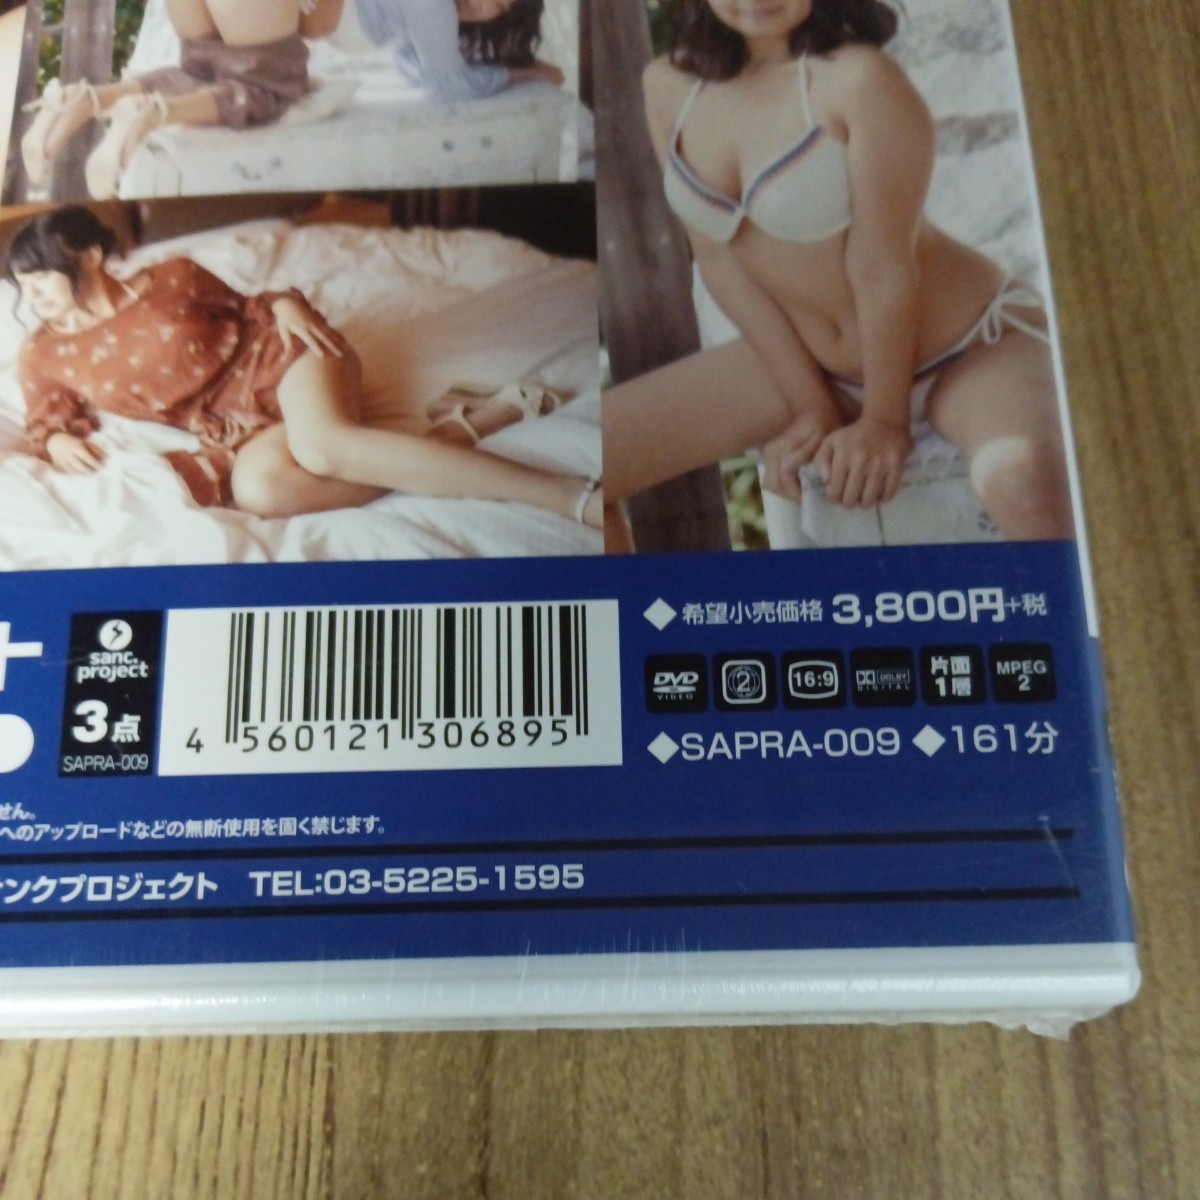 sanc.
project
3点
SAPRA-009
4 560121 306895
◆希望小売価格 3,800円+税
DVD
VIDEO
2
16:9
DOLBY
DIGITAL
片面
1層
MPEG
2
◆SAPRA-009 ◆161分
せん。
へのアップロードなどの無断使用を固く禁じます。
ンクプロジェクト TEL:03-5225-1595